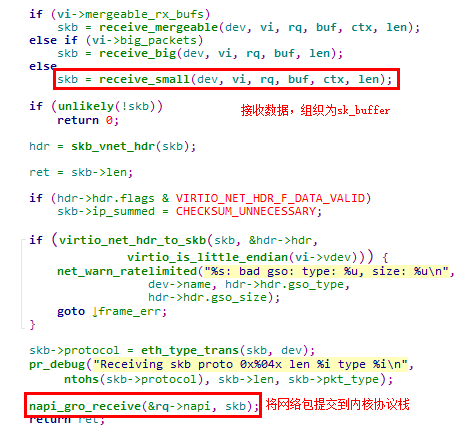 if (vi->mergeable_rx_bufs)
skb = receive_mergeable(dev, vi, rq, buf, ctx, len);
else if (vi->big_packets)
skb = receive_big(dev, vi, rq, buf, len);
else
skb = receive_small(dev, vi, rq, buf, ctx, len);
接收数据，组织为sk_buffer
if (unlikely(!skb))
return 0;
hdr = skb_vnet_hdr(skb);
ret = skb->len;
if (hdr->hdr.flags & VIRTIO_NET_HDR_F_DATA_VALID)
skb->ip_summed = CHECKSUM_UNNECESSARY;
if (virtio_net_hdr_to_skb(skb, &hdr->hdr,
virtio_is_little_endian(vi->vdev))) {
net_warn_ratelimited("%s: bad gso: type: %u, size: %u\n",
dev->name, hdr->hdr.gso_type,
hdr->hdr.gso_size);
goto ↓frame_err;
}
skb->protocol = eth_type_trans(skb, dev);
pr_debug("Receiving skb proto 0x%04x len %i type %i\n",
ntohs(skb->protocol), skb->len, skb->pkt_type);
napi_gro_receive(&rq->napi, skb); 将网络包提交到内核协议栈
return ret;